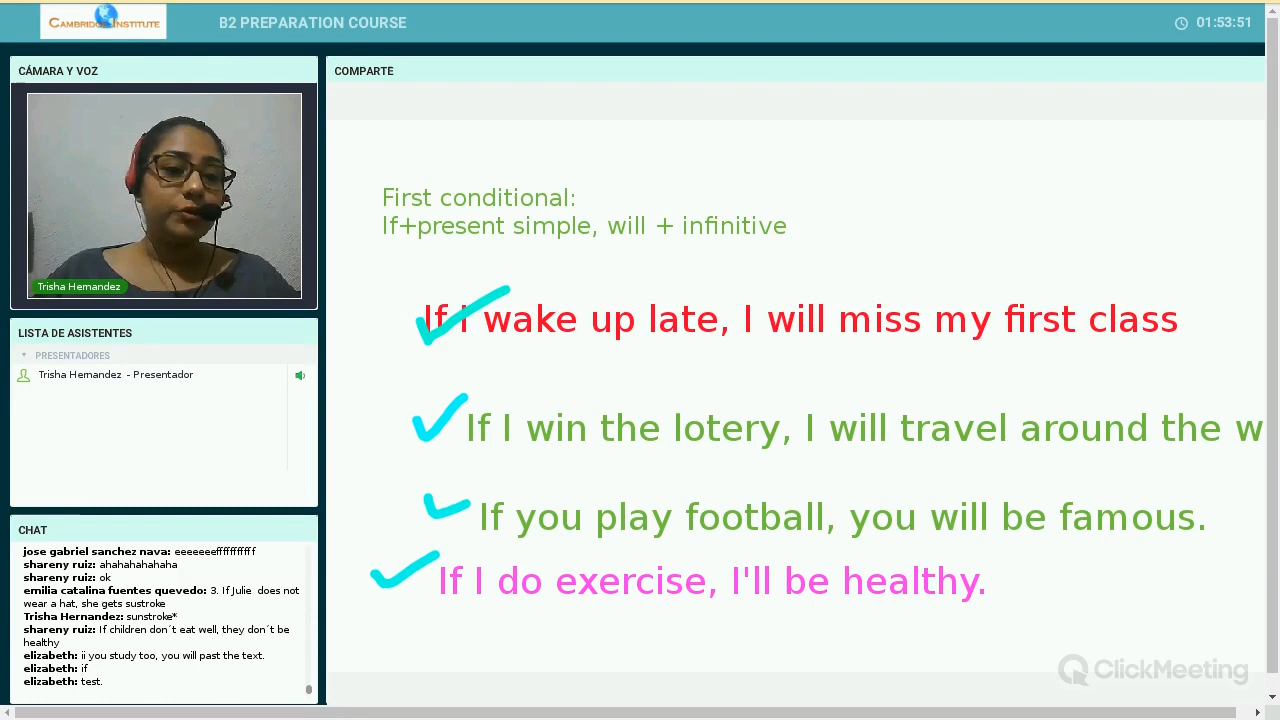 CAMBRIDGE INSTITUTE
B2 PREPARATION COURSE
01:53:51
CÁMARA Y VOZ
Trisha Hernandez
LISTA DE ASISTENTES
PRESENTADORES
Trisha Hernandez - Presentador
CHAT
jose gabriel sanchez nava: eeeeeeefffffffffff
shareny ruiz: ahahahahahaha
shareny ruiz: ok
emilia catalina fuentes quevedo: 3. If Julie does not
wear a hat, she gets sustroke
Trisha Hernandez: sunstroke*
shareny ruiz: If children don´t eat well, they don´t be
healthy
elizabeth: ii you study too, you will past the text.
elizabeth: if
elizabeth: test.
COMPARTE
First conditional:
If+present simple, will + infinitive
If I wake up late, I will miss my first class
If I win the lotery, I will travel around the w
If you play football, you will be famous.
If I do exercise, I'll be healthy.
ClickMeeting